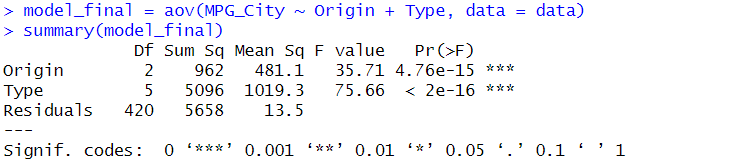 > model_final = aov(MPG_City ~ Origin + Type, data = data)
> summary(model_final)
             Df Sum Sq Mean Sq F value   Pr(>F)
Origin        2    962   481.1   35.71 4.76e-15 ***
Type          5   5096  1019.3   75.66  < 2e-16 ***
Residuals   420   5658    13.5
---
Signif. codes:  0 ‘***’ 0.001 ‘**’ 0.01 ‘*’ 0.05 ‘.’ 0.1 ‘ ’ 1